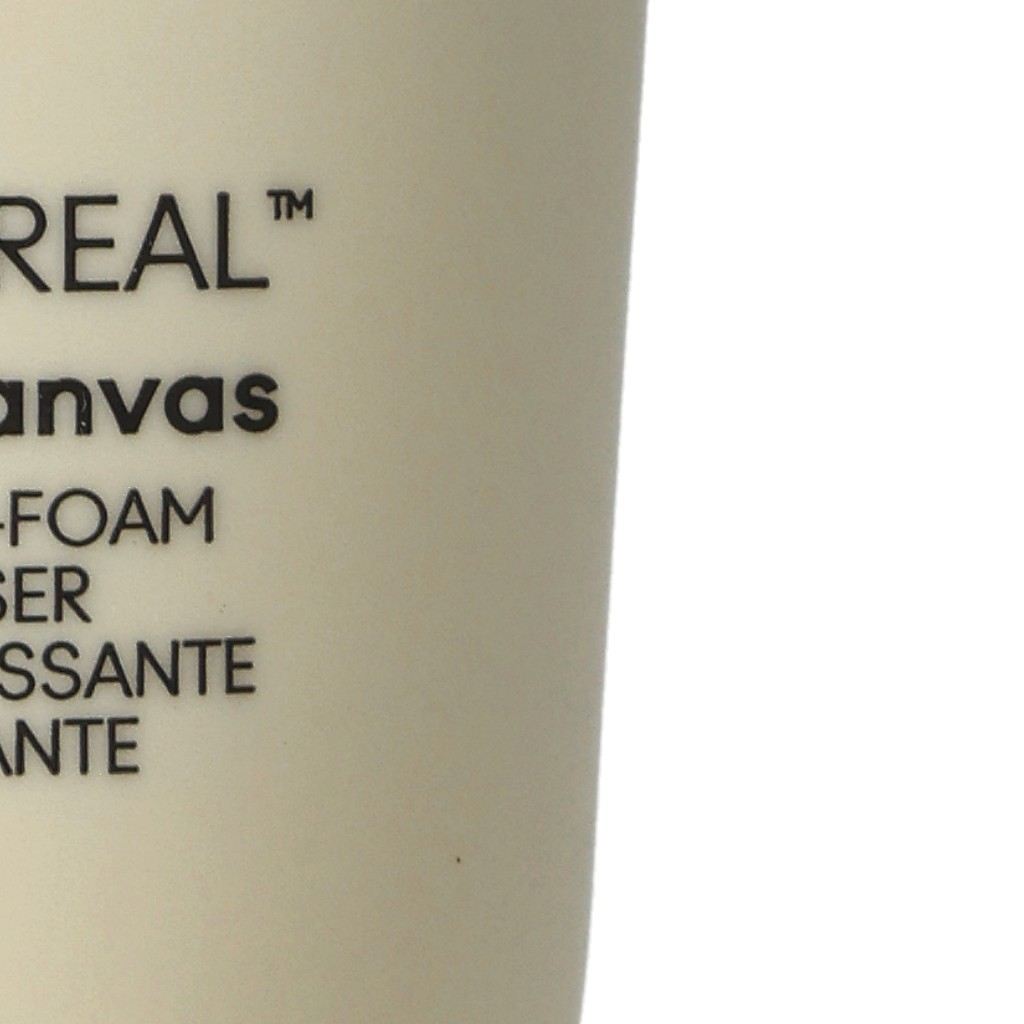 REAL™
anvas
-FOAM
SER
SSANTE
ANTE